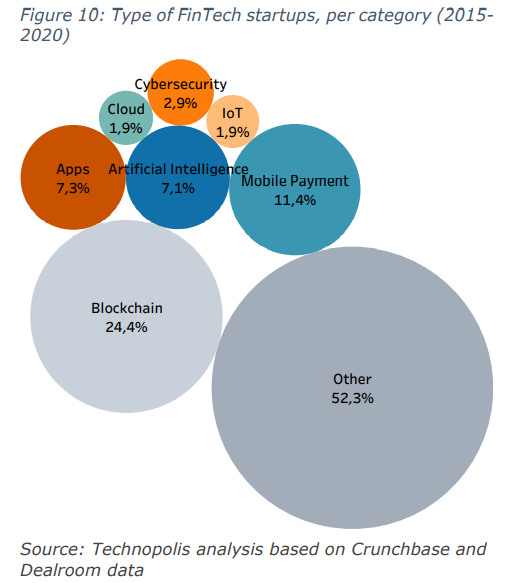 Figure 10: Type of FinTech startups, per category (2015-
2020)
Cybersecurity
2,9%
Cloud
1,9%
IoT
1,9%
Apps
7,3%
Artificial Intelligence
7,1%
Mobile Payment
11,4%
Blockchain
24,4%
Other
52,3%
Source: Technopolis analysis based on Crunchbase and
Dealroom data